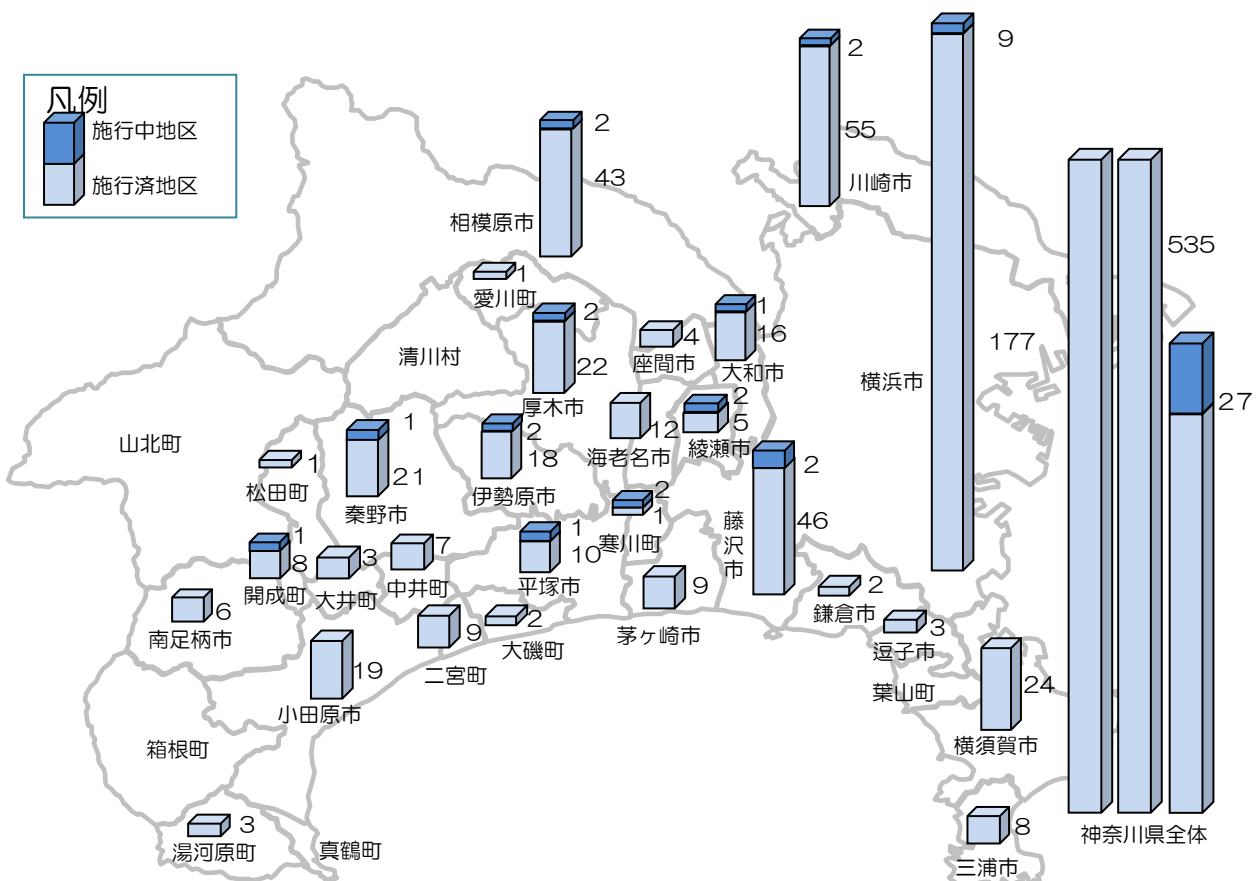 凡例
施行中地区
施行済地区
2
55
川崎市
9
177
横浜市
2
43
相模原市
1
愛川町
清川村
2
22
厚木市
4
座間市
1
16
大和市
535
27
神奈川県全体
山北町
1
松田町
1
21
秦野市
2
18
伊勢原市
12
海老名市
2
5
綾瀬市
2
46
藤沢市
2
1
寒川町
1
8
開成町
3
大井町
7
中井町
1
10
平塚市
6
南足柄市
19
小田原市
9
二宮町
2
大磯町
9
茅ヶ崎市
2
鎌倉市
3
逗子市
葉山町
24
横須賀市
箱根町
3
湯河原町
真鶴町
8
三浦市